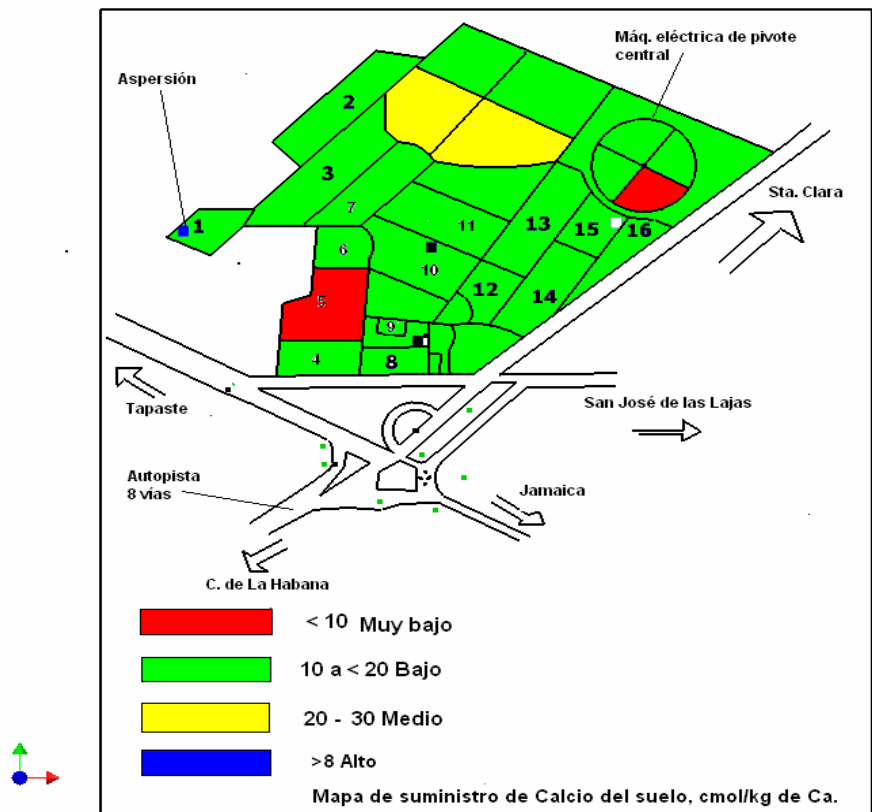 Máq. eléctrica de pivote
central
Aspersión
2
3
7
1
6
5
4
9
8
10
11
12
13
14
15
16
Sta. Clara
Tapaste
San José de las Lajas
Autopista
8 vías
Jamaica
C. de La Habana
< 10 Muy bajo
10 a < 20 Bajo
20 - 30 Medio
>8 Alto
Mapa de suministro de Calcio del suelo, cmol/kg de Ca.